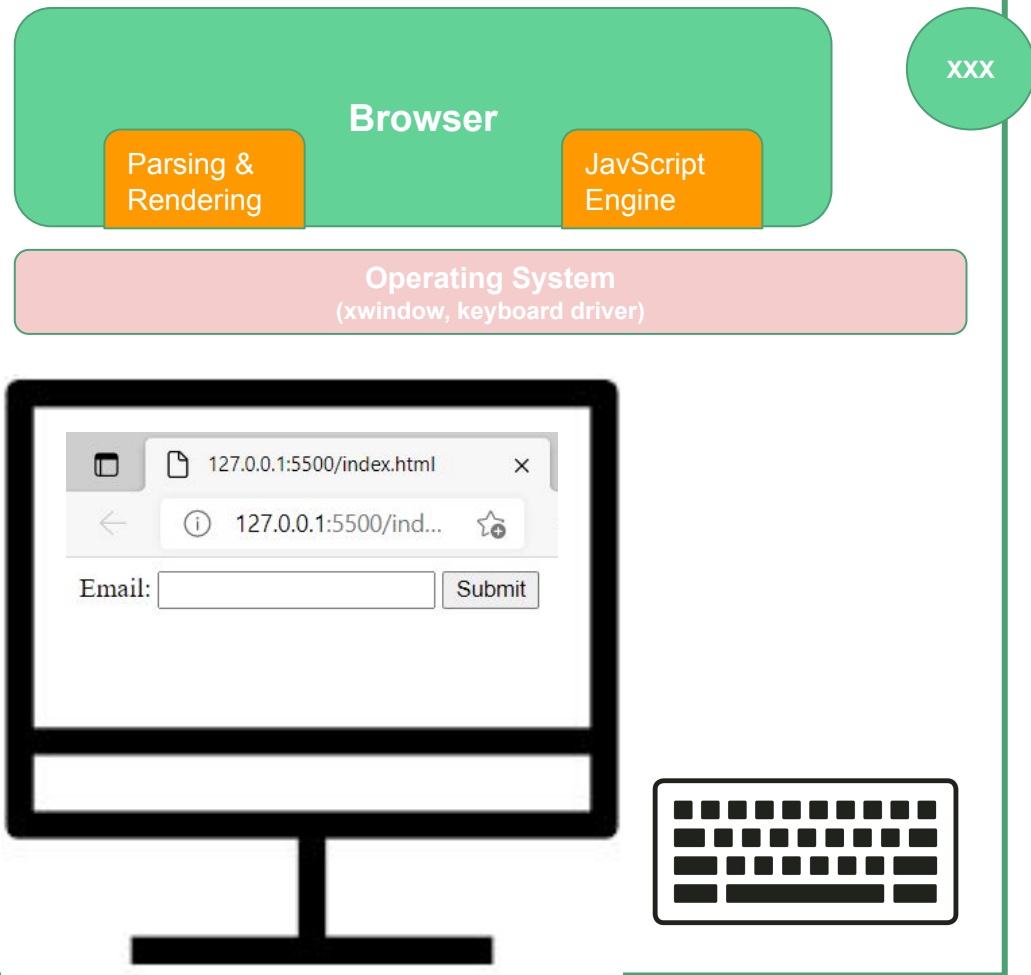 XXX
Browser
Parsing &
Rendering
JavScript
Engine
Operating System
(xwindow, keyboard driver)
127.0.0.1:5500/index.html
127.0.0.1:5500/ind...
Email:
Submit